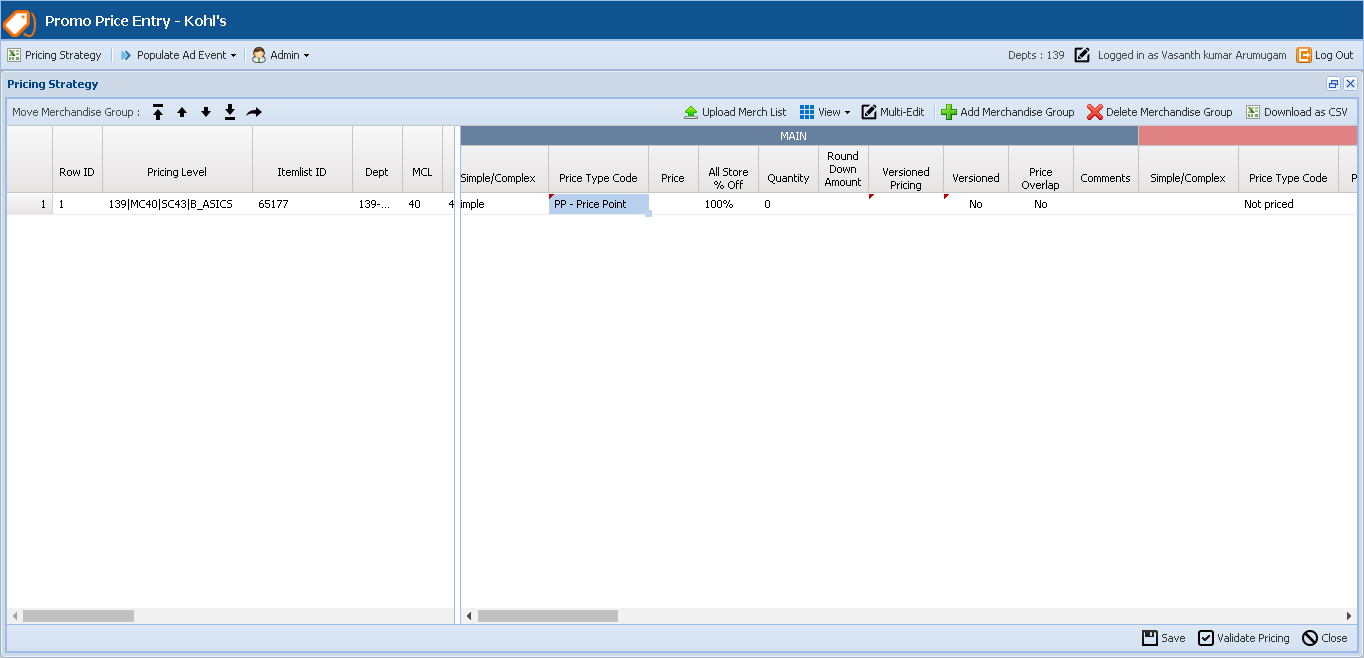 Promo Price Entry - Kohl's
Pricing Strategy Populate Ad Event Admin Depts : 139 Logged in as Vasanth kumar Arumugam Log Out
Pricing Strategy
Move Merchandise Group : Upload Merch List View Multi-Edit Add Merchandise Group Delete Merchandise Group Download as CSV
MAIN
Row ID Pricing Level Itemlist ID Dept MCL Simple/Complex Price Type Code Price All Store % Off Quantity Round Down Amount Versioned Pricing Versioned Price Overlap Comments Simple/Complex Price Type Code P
1 1 139|MC40|SC43|B_ASICS 65177 139-... 40 4 imple PP - Price Point 100% 0 No No Not priced
Save Validate Pricing Close